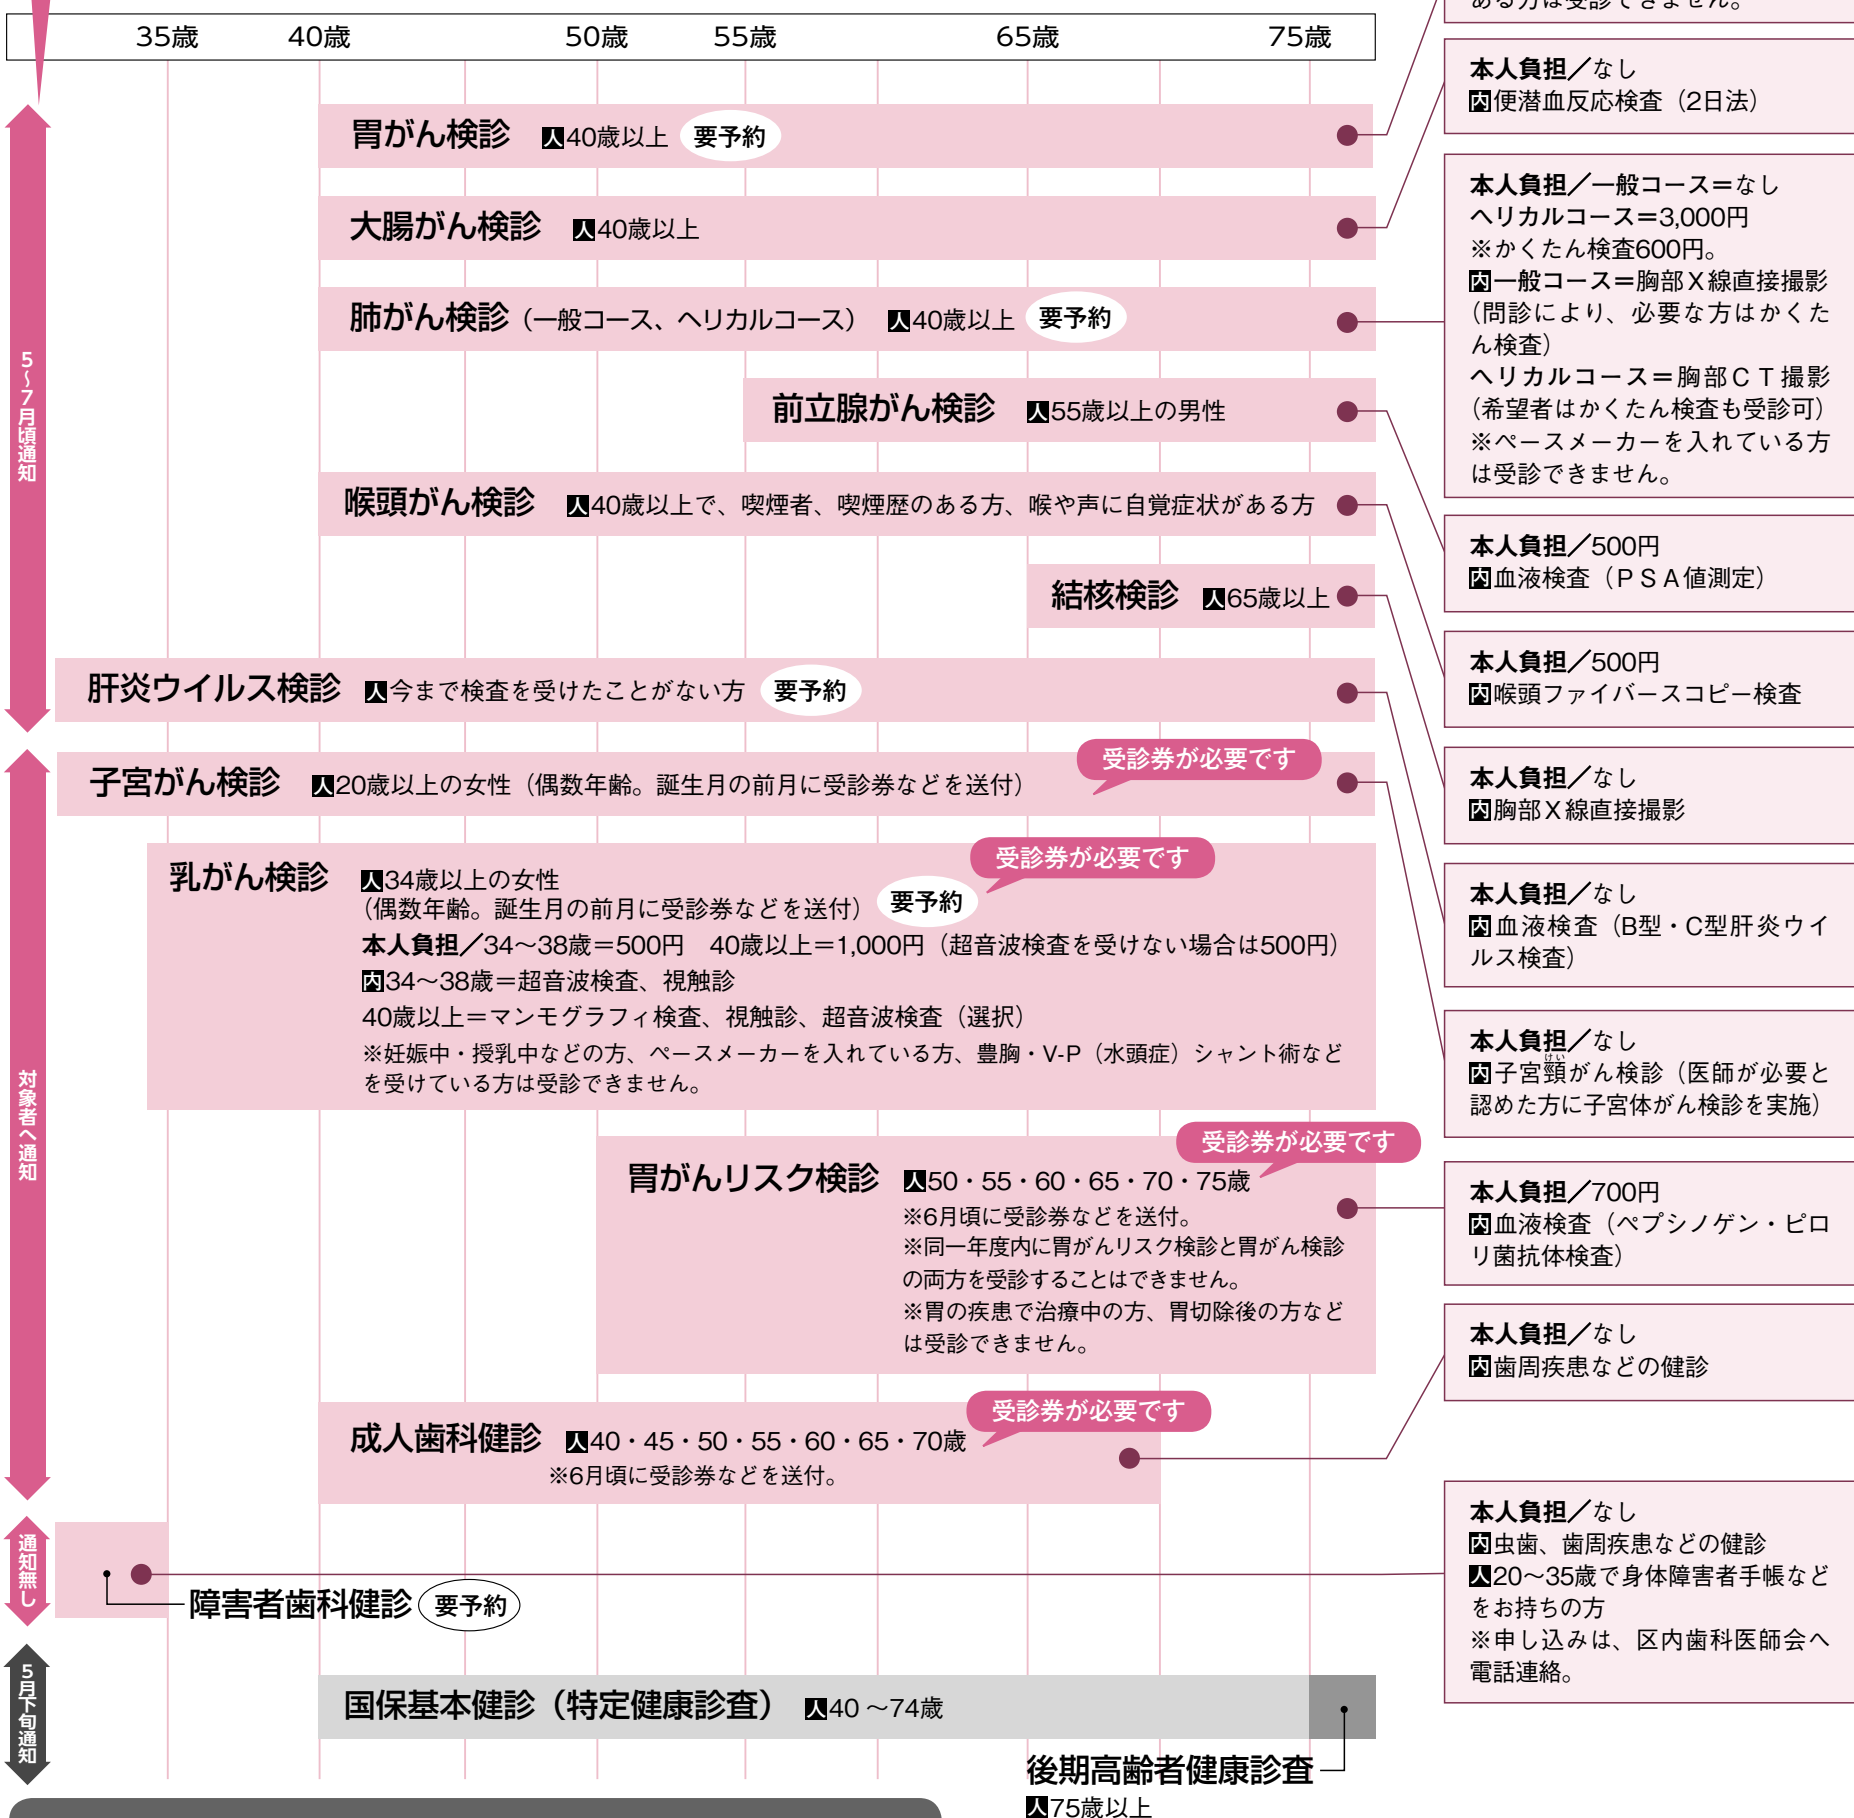 ある方は受診できません。
35歳 40歳 50歳 55歳 65歳 75歳
5〜7月頃通知
胃がん検診 人40歳以上 要予約
大腸がん検診 人40歳以上
肺がん検診（一般コース、ヘリカルコース） 人40歳以上 要予約
前立腺がん検診 人55歳以上の男性
喉頭がん検診 人40歳以上で、喫煙者、喫煙歴のある方、喉や声に自覚症状がある方
結核検診 人65歳以上
肝炎ウイルス検診 人今まで検査を受けたことがない方 要予約
対象者へ通知
受診券が必要です
子宮がん検診 人20歳以上の女性（偶数年齢。誕生月の前月に受診券などを送付）
受診券が必要です
乳がん検診 人34歳以上の女性
（偶数年齢。誕生月の前月に受診券などを送付） 要予約
本人負担／34〜38歳＝500円 40歳以上＝1,000円（超音波検査を受けない場合は500円）
内34〜38歳＝超音波検査、視触診
40歳以上＝マンモグラフィ検査、視触診、超音波検査（選択）
※妊娠中・授乳中などの方、ペースメーカーを入れている方、豊胸・V-P（水頭症）シャント術など
を受けている方は受診できません。
受診券が必要です
胃がんリスク検診 人50・55・60・65・70・75歳
※6月頃に受診券などを送付。
※同一年度内に胃がんリスク検診と胃がん検診
の両方を受診することはできません。
※胃の疾患で治療中の方、胃切除後の方など
は受診できません。
受診券が必要です
成人歯科健診 人40・45・50・55・60・65・70歳
※6月頃に受診券などを送付。
通知無し
障害者歯科健診 要予約
5月下旬通知
国保基本健診（特定健康診査） 人40〜74歳
後期高齢者健康診査
人75歳以上
本人負担／なし
内便潜血反応検査（2日法）
本人負担／一般コース＝なし
ヘリカルコース＝3,000円
※かくたん検査600円。
内一般コース＝胸部X線直接撮影
（問診により、必要な方はかくた
ん検査）
ヘリカルコース＝胸部CT撮影
（希望者はかくたん検査も受診可）
※ペースメーカーを入れている方
は受診できません。
本人負担／500円
内血液検査（PSA値測定）
本人負担／500円
内喉頭ファイバースコピー検査
本人負担／なし
内胸部X線直接撮影
本人負担／なし
内血液検査（B型・C型肝炎ウイ
ルス検査）
本人負担／なし
内子宮頸がん検診（医師が必要と
認めた方に子宮体がん検診を実施）
けい
本人負担／700円
内血液検査（ペプシノゲン・ピロ
リ菌抗体検査）
本人負担／なし
内歯周疾患などの健診
本人負担／なし
内虫歯、歯周疾患などの健診
人20〜35歳で身体障害者手帳など
をお持ちの方
※申し込みは、区内歯科医師会へ
電話連絡。